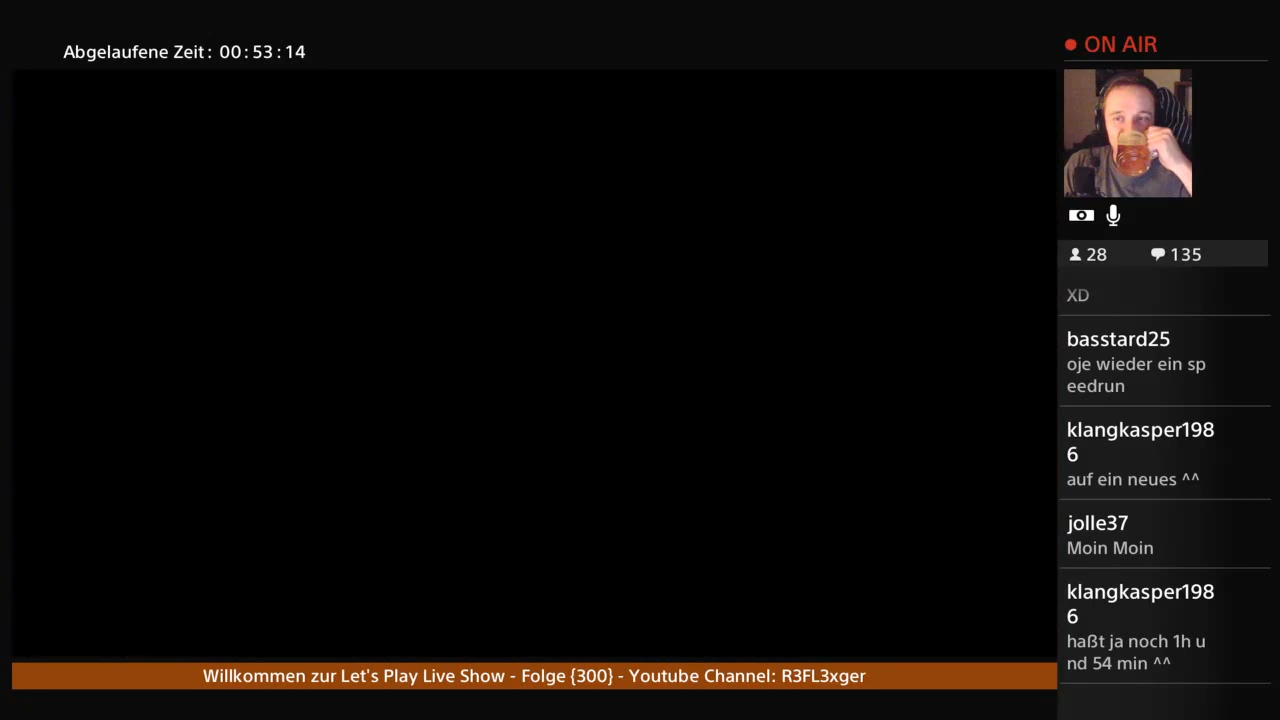 Abgelaufene Zeit: 00:53:14
ON AIR
28 135
XD
basstard25
oje wieder ein sp
eedrun
klangkasper198
6
auf ein neues ^^
jolle37
Moin Moin
klangkasper198
6
haßt ja noch 1h u
nd 54 min ^^
Willkommen zur Let's Play Live Show - Folge {300} - Youtube Channel: R3FL3xger